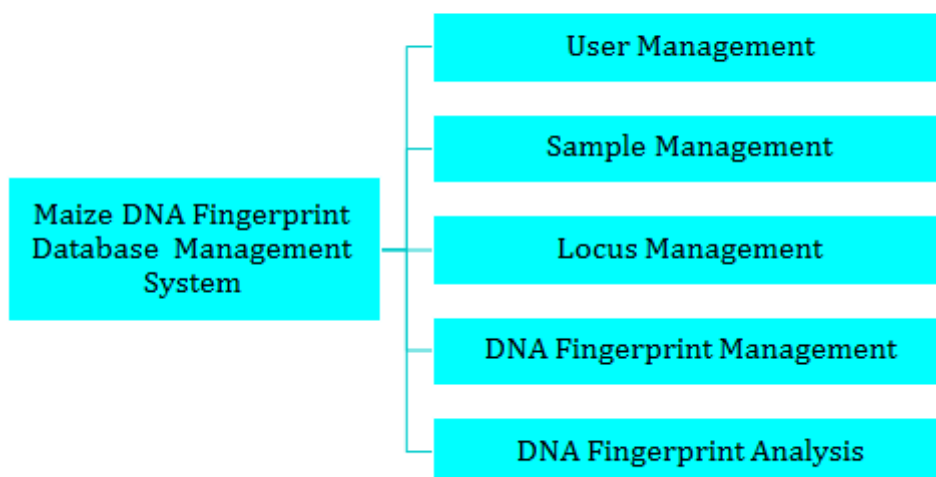 User Management
Sample Management
Maize DNA Fingerprint
Database Management
System
Locus Management
DNA Fingerprint Management
DNA Fingerprint Analysis